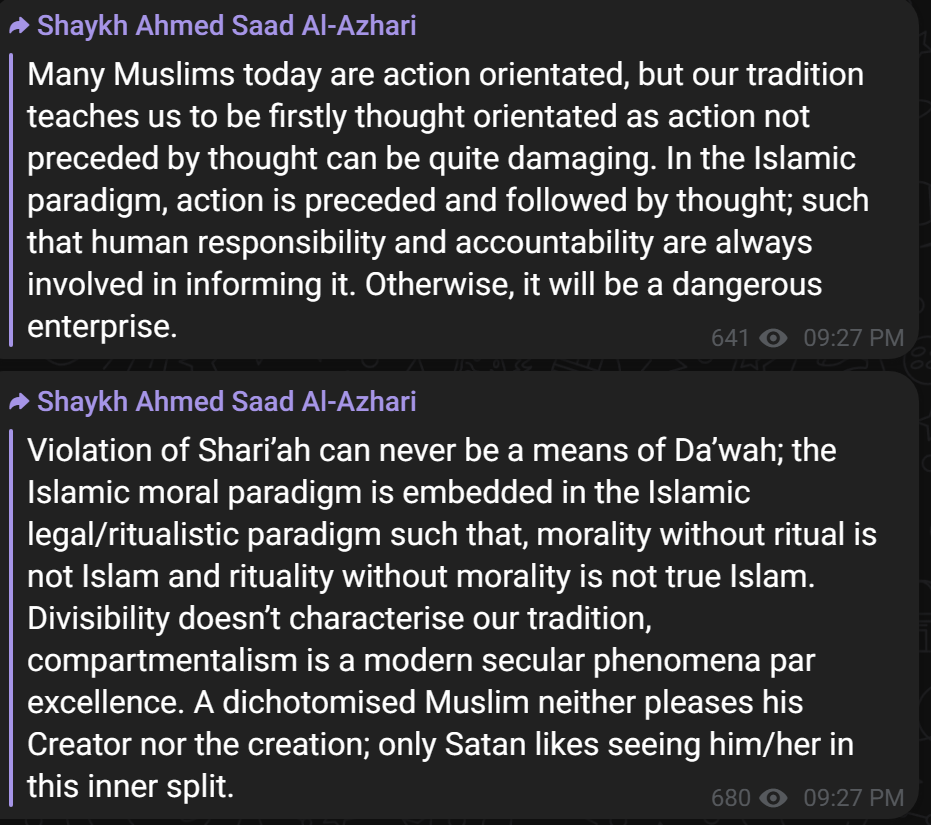 Shaykh Ahmed Saad Al-Azhari
Many Muslims today are action orientated, but our tradition
teaches us to be firstly thought orientated as action not
preceded by thought can be quite damaging. In the Islamic
paradigm, action is preceded and followed by thought; such
that human responsibility and accountability are always
involved in informing it. Otherwise, it will be a dangerous
enterprise.
641 09:27 PM
Shaykh Ahmed Saad Al-Azhari
Violation of Shari’ah can never be a means of Da’wah; the
Islamic moral paradigm is embedded in the Islamic
legal/ritualistic paradigm such that, morality without ritual is
not Islam and rituality without morality is not true Islam.
Divisibility doesn’t characterise our tradition,
compartmentalism is a modern secular phenomena par
excellence. A dichotomised Muslim neither pleases his
Creator nor the creation; only Satan likes seeing him/her in
this inner split.
680 09:27 PM